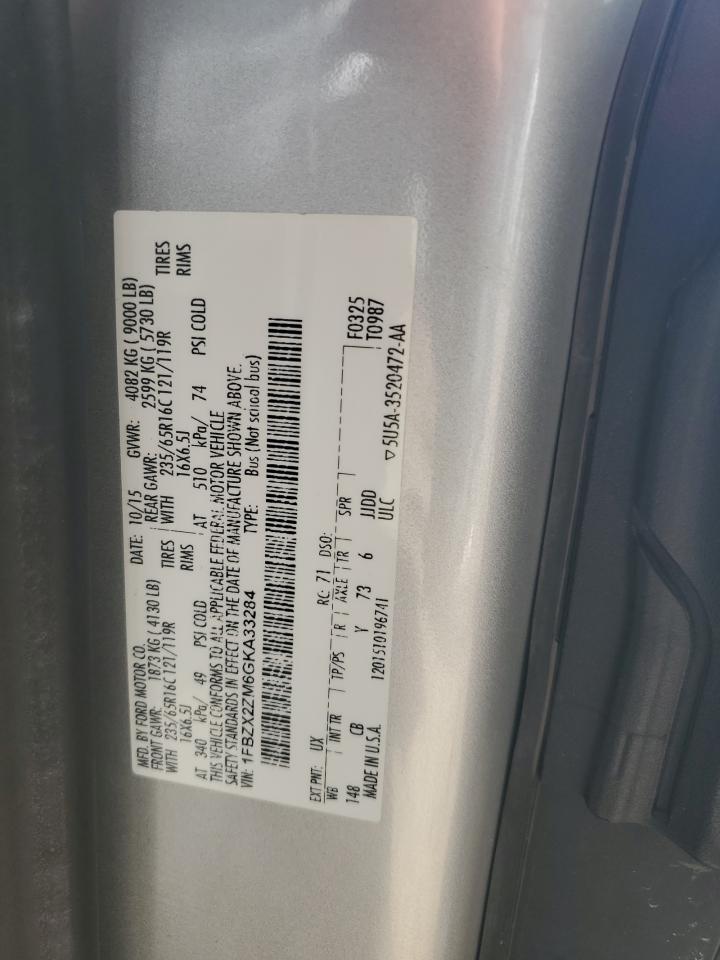 MFD. BY FORD MOTOR CO. DATE: 10/15 GVWR: 4082 KG ( 9000 LB)
FRONT GAWR: 1873 KG ( 4130 LB) REAR GAWR: 2599 KG ( 5730 LB)
WITH 235/65R16C 121/119R TIRES WITH 235/65R16C 121/119R TIRES
16X6.5J RIMS 16X6.5J RIMS
AT 340 kPa/ 49 PSI COLD AT 510 kPa/ 74 PSI COLD
THIS VEHICLE CONFORMS TO ALL APPLICABLE FEDERAL MOTOR VEHICLE
SAFETY STANDARDS IN EFFECT ON THE DATE OF MANUFACTURE SHOWN ABOVE.
VIN: 1FBZX2ZM6GKA33284 TYPE: Bus (Not school bus)
EXT PNT: UX RC: 71 DSO: F0325
WB INT TR TP/PS R AXLE TR SPR T0987
148 CB Y 73 6 JJDD
MADE IN U.S.A. 1201510196741 ULC ▽5U5A-3520472-AA